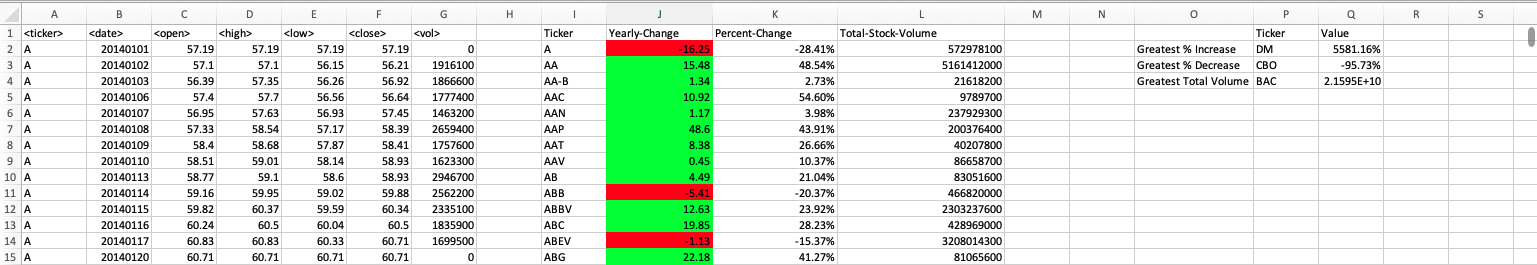 A B C D E F G H I J K L M N O P Q R S
1 <ticker> <date> <open> <high> <low> <close> <vol> Ticker Yearly-Change Percent-Change Total-Stock-Volume Ticker Value
2 A 20140101 57.19 57.19 57.19 57.19 0 A -16.25 -28.41% 572978100 Greatest % Increase DM 5581.16%
3 A 20140102 57.1 57.1 56.15 56.21 1916100 AA 15.48 48.54% 5161412000 Greatest % Decrease CBO -95.73%
4 A 20140103 56.39 57.35 56.26 56.92 1866600 AA-B 1.34 2.73% 21618200 Greatest Total Volume BAC 2.1595E+10
5 A 20140106 57.4 57.7 56.56 56.64 1777400 AAC 10.92 54.60% 9789700
6 A 20140107 56.95 57.63 56.93 57.45 1463200 AAN 1.17 3.98% 237929300
7 A 20140108 57.33 58.54 57.17 58.39 2659400 AAP 48.6 43.91% 200376400
8 A 20140109 58.4 58.68 57.87 58.41 1757600 AAT 8.38 26.66% 40207800
9 A 20140110 58.51 59.01 58.14 58.93 1623300 AAV 0.45 10.37% 86658700
10 A 20140113 58.77 59.1 58.6 58.93 2946700 AB 4.49 21.04% 83051600
11 A 20140114 59.16 59.95 59.02 59.88 2562200 ABB -5.41 -20.37% 466820000
12 A 20140115 59.82 60.37 59.59 60.34 2335100 ABBV 12.63 23.92% 2303237600
13 A 20140116 60.24 60.5 60.04 60.5 1835900 ABC 19.85 28.23% 428969000
14 A 20140117 60.83 60.83 60.33 60.71 1699500 ABEV -1.13 -15.37% 3208014300
15 A 20140120 60.71 60.71 60.71 60.71 0 ABG 22.18 41.27% 81065600